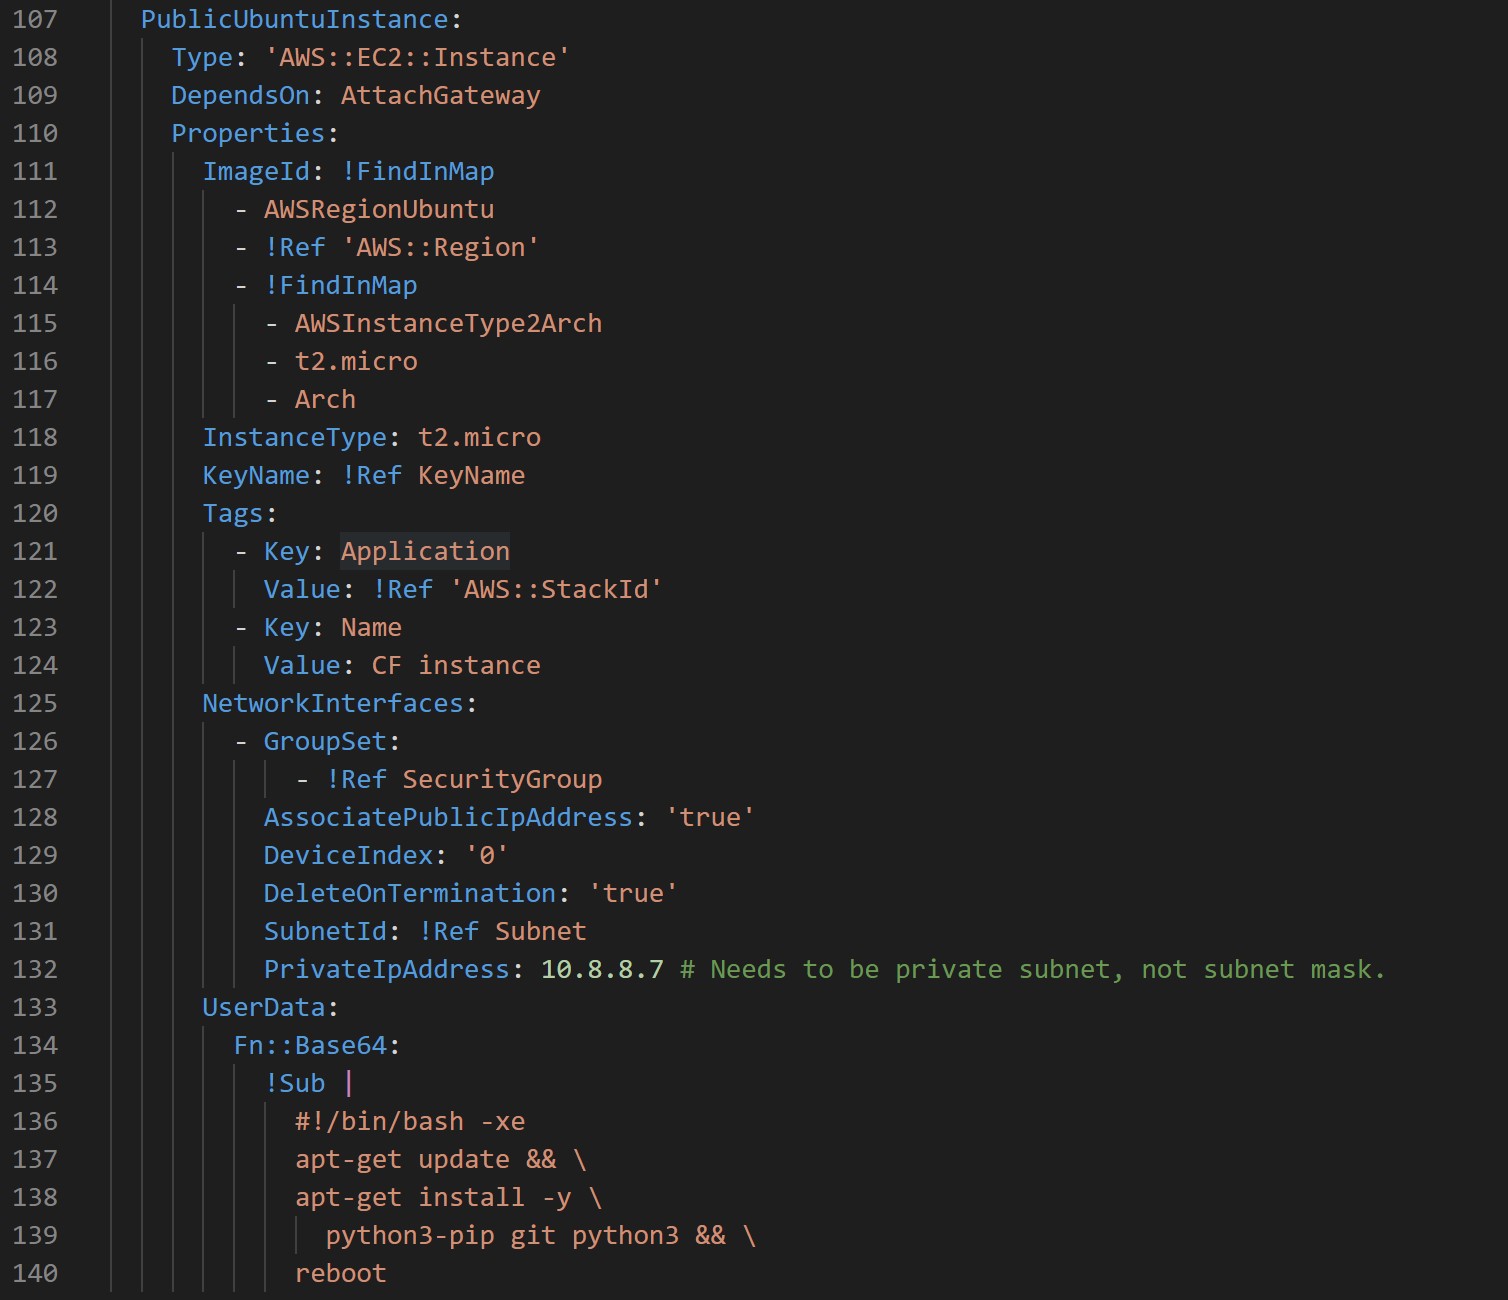 107 PublicUbuntuInstance:
108 Type: 'AWS::EC2::Instance'
109 DependsOn: AttachGateway
110 Properties:
111 ImageId: !FindInMap
112 - AWSRegionUbuntu
113 - !Ref 'AWS::Region'
114 - !FindInMap
115 - AWSInstanceType2Arch
116 - t2.micro
117 - Arch
118 InstanceType: t2.micro
119 KeyName: !Ref KeyName
120 Tags:
121 - Key: Application
122 Value: !Ref 'AWS::StackId'
123 - Key: Name
124 Value: CF instance
125 NetworkInterfaces:
126 - GroupSet:
127 - !Ref SecurityGroup
128 AssociatePublicIpAddress: 'true'
129 DeviceIndex: '0'
130 DeleteOnTermination: 'true'
131 SubnetId: !Ref Subnet
132 PrivateIpAddress: 10.8.8.7 # Needs to be private subnet, not subnet mask.
133 UserData:
134 Fn::Base64:
135 !Sub |
136 #!/bin/bash -xe
137 apt-get update && \
138 apt-get install -y \
139 python3-pip git python3 && \
140 reboot